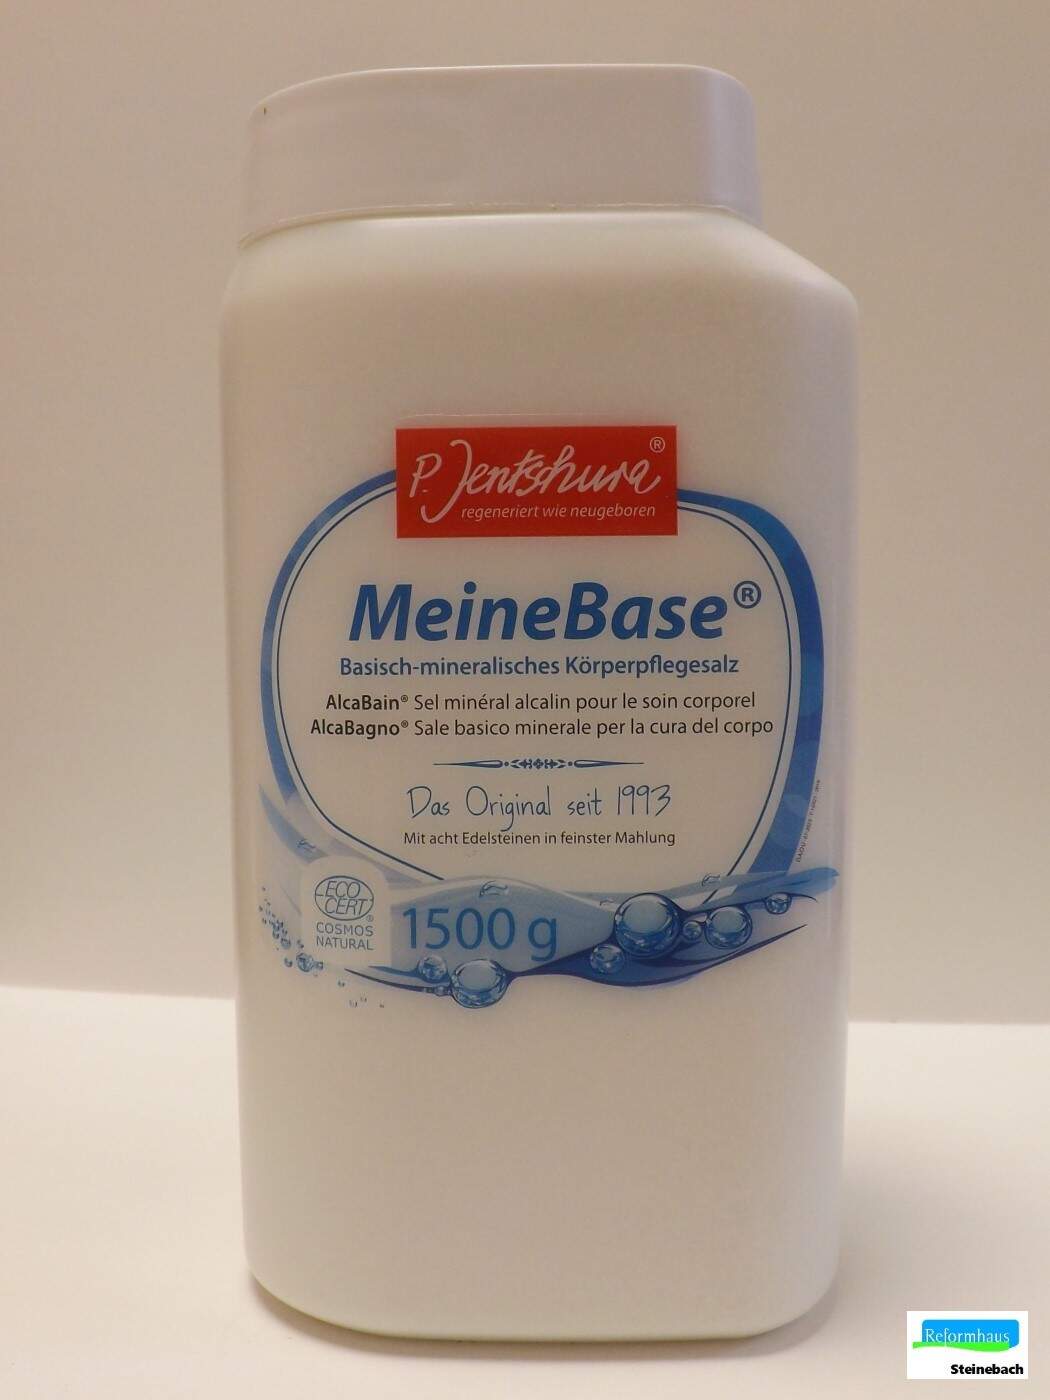 P. Jentschura®
regeneriert wie neugeboren
MeineBase®
Basisch-mineralisches Körperpflegesalz
AlcaBain® Sel minéral alcalin pour le soin corporel
AlcaBagno® Sale basico minerale per la cura del corpo
Das Original seit 1993
Mit acht Edelsteinen in feinster Mahlung
ECO
CERT®
COSMOS
NATURAL
1500 g
Reformhaus
Steinebach